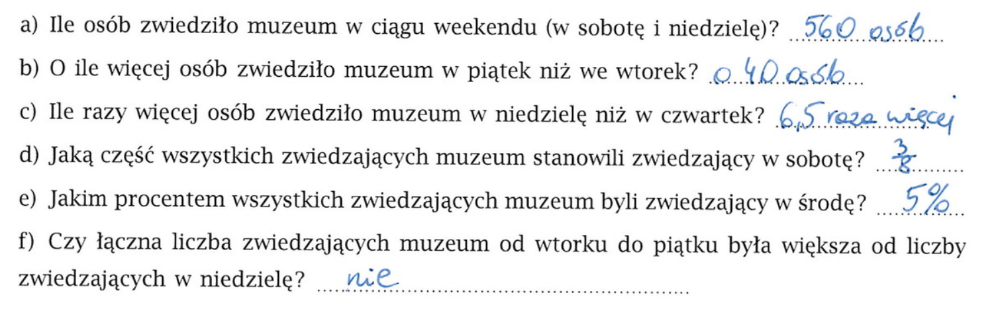 a) Ile osób zwiedziło muzeum w ciągu weekendu (w sobotę i niedzielę)? 560 osób
b) O ile więcej osób zwiedziło muzeum w piątek niż we wtorek? o 40 osób
c) Ile razy więcej osób zwiedziło muzeum w niedzielę niż w czwartek? 6,5 raza więcej
d) Jaką część wszystkich zwiedzających muzeum stanowili zwiedzający w sobotę? 3/8
e) Jakim procentem wszystkich zwiedzających muzeum byli zwiedzający w środę? 5%
f) Czy łączna liczba zwiedzających muzeum od wtorku do piątku była większa od liczby
zwiedzających w niedzielę? nie